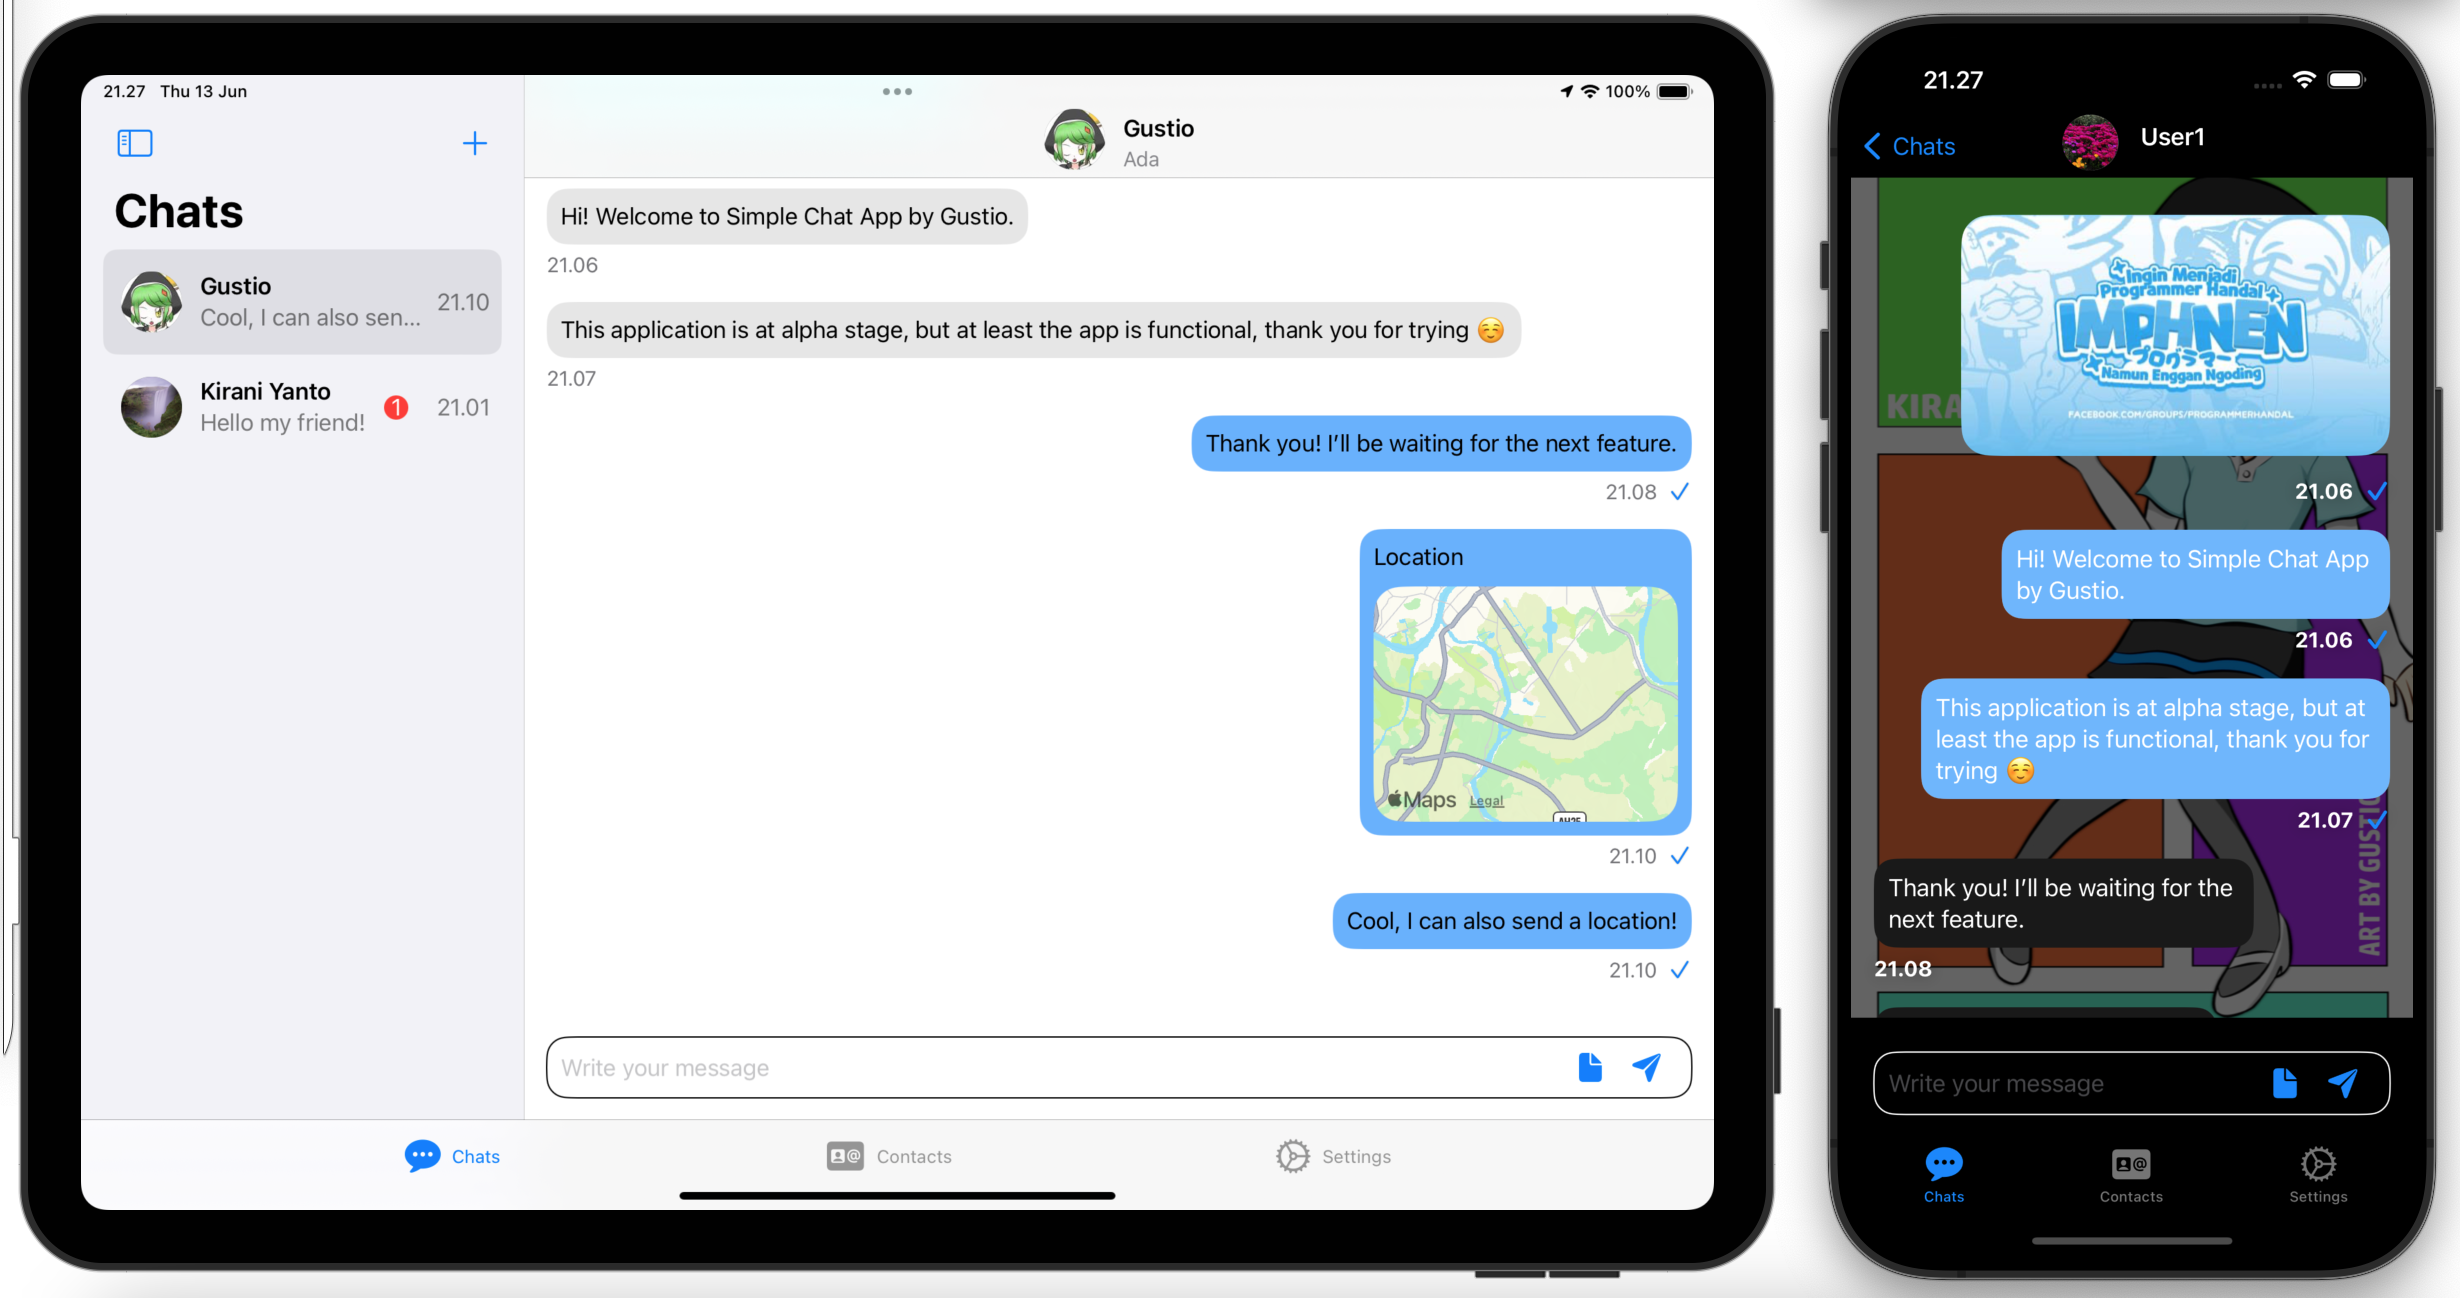 21.27 Thu 13 Jun
100%
Chats
Gustio
21.10
Cool, I can also sen...
Kirani Yanto
1
21.01
Hello my friend!
Gustio
Ada
Hi! Welcome to Simple Chat App by Gustio.
21.06
This application is at alpha stage, but at least the app is functional, thank you for trying ☺️
21.07
Thank you! I’ll be waiting for the next feature.
21.08
Location
Maps Legal
21.10
Cool, I can also send a location!
21.10
Write your message
Chats
Contacts
Settings
21.27
Chats
User1
Ingin Menjadi
Programmer Handal
IMPHNEN
プログラマー
Namun Enggan Ngoding
FACEBOOK.COM/GROUPS/PROGRAMMERHANDAL
21.06
Hi! Welcome to Simple Chat App
by Gustio.
21.06
This application is at alpha stage, but at
least the app is functional, thank you for
trying ☺️
21.07
Thank you! I’ll be waiting for the
next feature.
21.08
ART BY GUSTIO
Write your message
Chats
Contacts
Settings